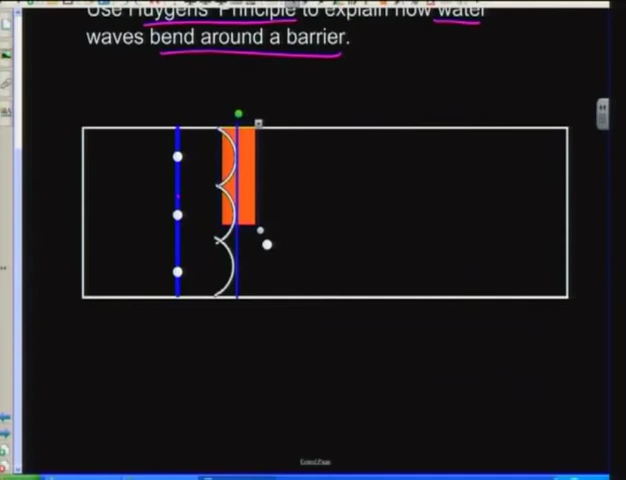 Use Huygens' Principle to explain how water
waves bend around a barrier.